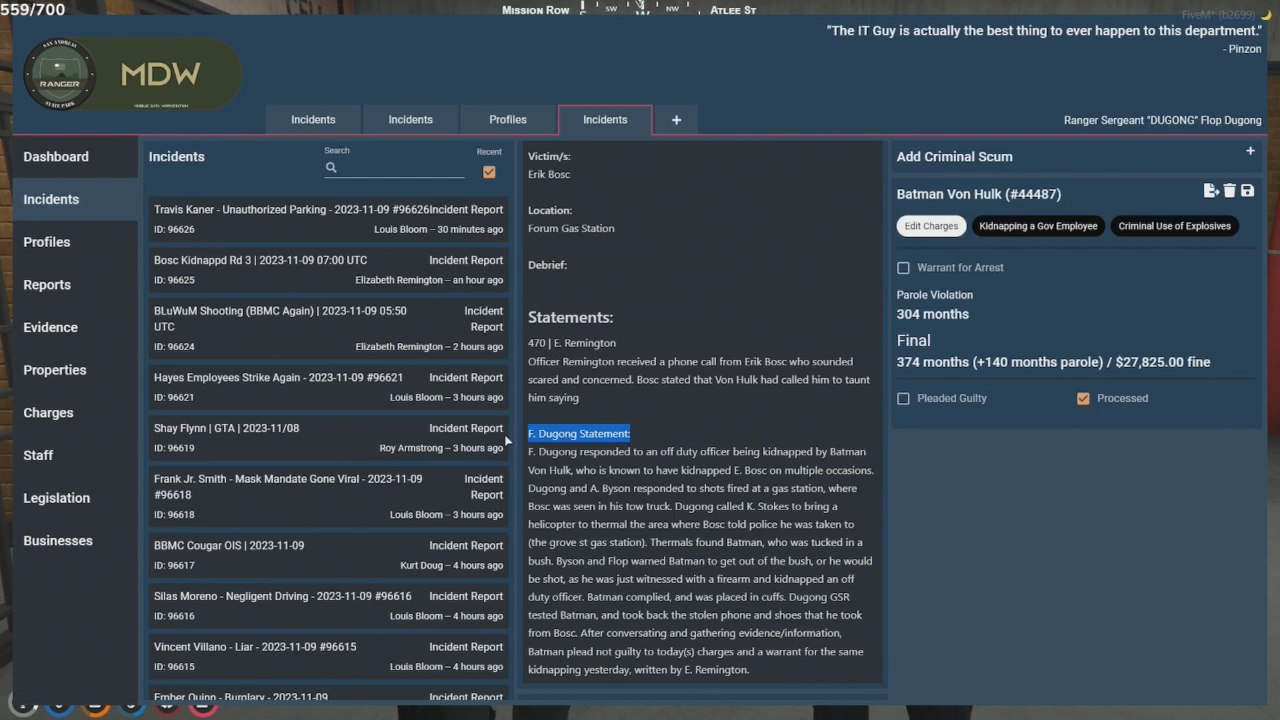 559/700
Mission Row
SW
NW
Atlee St
FiveM* (b2699)
"The IT Guy is actually the best thing to ever happen to this department."
- Pinzon
SAN ANDREAS
RANGER
STATE PARK
MDW
Incidents
Incidents
Profiles
Incidents
+
Ranger Sergeant "DUGONG" Flop Dugong
Dashboard
Incidents
Profiles
Reports
Evidence
Properties
Charges
Staff
Legislation
Businesses
Incidents
Search
Recent
Travis Kaner - Unauthorized Parking - 2023-11-09 #96626
Incident Report
ID: 96626
Louis Bloom – 30 minutes ago
Bosc Kidnappd Rd 3 | 2023-11-09 07:00 UTC
Incident Report
ID: 96625
Elizabeth Remington – an hour ago
BLuWuM Shooting (BBMC Again) | 2023-11-09 05:50
UTC
Incident
Report
ID: 96624
Elizabeth Remington – 2 hours ago
Hayes Employees Strike Again - 2023-11-09 #96621
Incident Report
ID: 96621
Louis Bloom – 3 hours ago
Shay Flynn | GTA | 2023-11/08
Incident Report
ID: 96619
Roy Armstrong – 3 hours ago
Frank Jr. Smith - Mask Mandate Gone Viral - 2023-11-09
#96618
Incident
Report
ID: 96618
Louis Bloom – 3 hours ago
BBMC Cougar OIS | 2023-11-09
Incident Report
ID: 96617
Kurt Doug – 4 hours ago
Silas Moreno - Negligent Driving - 2023-11-09 #96616
Incident Report
ID: 96616
Louis Bloom – 4 hours ago
Vincent Villano - Liar - 2023-11-09 #96615
Incident Report
ID: 96615
Louis Bloom – 4 hours ago
Ember Quinn - Burglary - 2023-11-09
Incident Report
Victim/s:
Erik Bosc
Location:
Forum Gas Station
Debrief:
Statements:
470 | E. Remington
Officer Remington received a phone call from Erik Bosc who sounded
scared and concerned. Bosc stated that Von Hulk had called him to taunt
him saying
F. Dugong Statement:
F. Dugong responded to an off duty officer being kidnapped by Batman
Von Hulk, who is known to have kidnapped E. Bosc on multiple occasions.
Dugong and A. Byson responded to shots fired at a gas station, where
Bosc was seen in his tow truck. Dugong called K. Stokes to bring a
helicopter to thermal the area where Bosc told police he was taken to
(the grove st gas station). Thermals found Batman, who was tucked in a
bush. Byson and Flop warned Batman to get out of the bush, or he would
be shot, as he was just witnessed with a firearm and kidnapped an off
duty officer. Batman complied, and was placed in cuffs. Dugong GSR
tested Batman, and took back the stolen phone and shoes that he took
from Bosc. After conversating and gathering evidence/information,
Batman plead not guilty to today(s) charges and a warrant for the same
kidnapping yesterday, written by E. Remington.
Add Criminal Scum
+
Batman Von Hulk (#44487)
Edit Charges
Kidnapping a Gov Employee
Criminal Use of Explosives
Warrant for Arrest
Parole Violation
304 months
Final
374 months (+140 months parole) / $27,825.00 fine
Pleaded Guilty
Processed